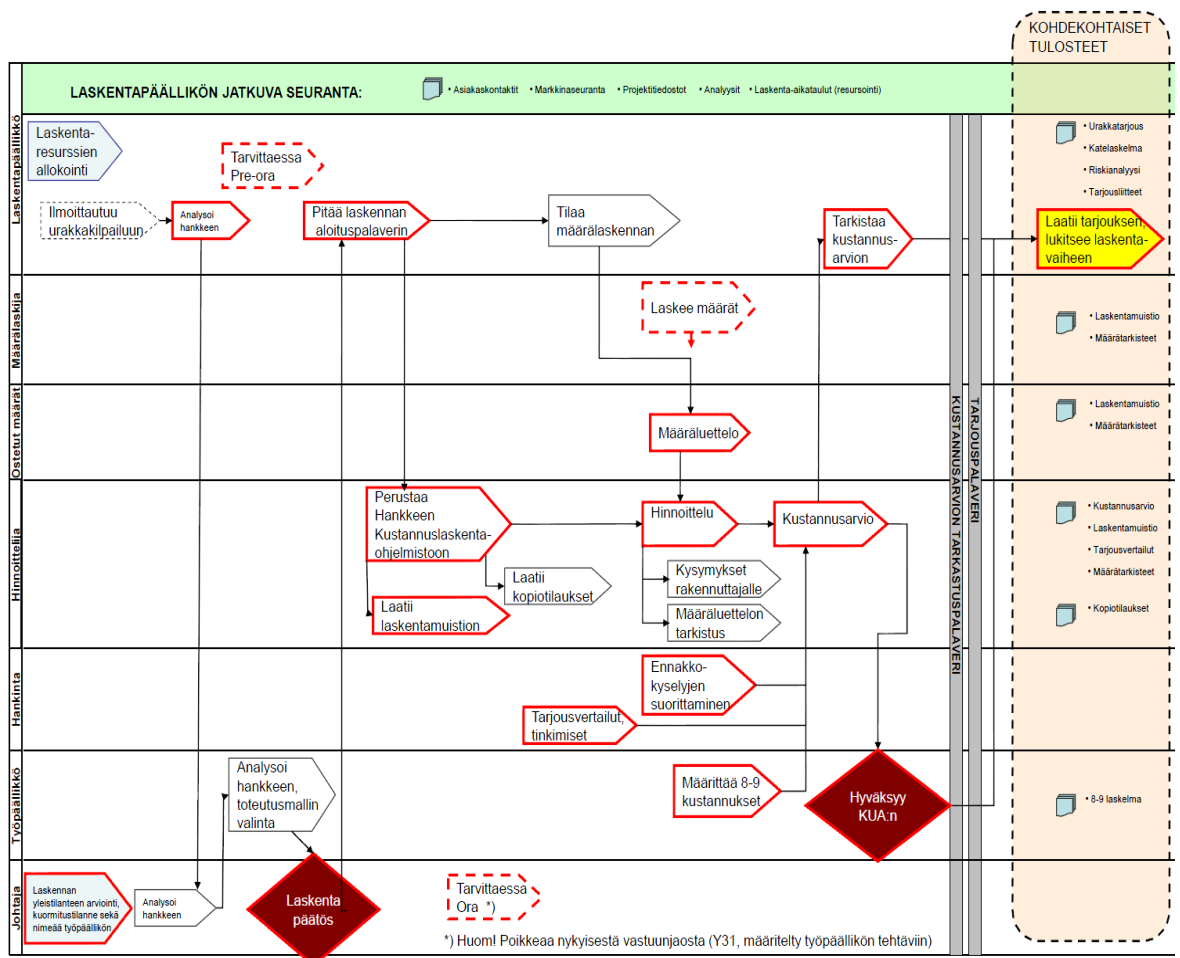 KOHDEKOHTAISET
TULOSTEET
LASKENTAPÄÄLLIKÖN JATKUVA SEURANTA:
• Asiakaskontaktit • Markkinaseuranta • Projektitiedostot • Analyysit • Laskenta-aikataulut (resursointi)
Laskentapäällikkö
Laskenta-
resurssien
allokointi
Tarvittaessa
Pre-ora
Ilmoittautuu
urakkakilpailuun
Analysoi
hankkeen
Pitää laskennan
aloituspalaverin
Tilaa
määrälaskennan
Tarkistaa
kustannus-
arvion
• Urakkatarjous
• Katelaskelma
• Riskianalyysi
• Tarjousliitteet
Laatii tarjouksen,
lukitsee laskenta-
vaiheen
Määrälaskija
Laskee määrät
• Laskentamuistio
• Määrätarkisteet
Ostetut määrät
Määräluettelo
• Laskentamuistio
• Määrätarkisteet
KUSTANNUSARVION TARKASTUSPALAVERI
TARJOUSPALAVERI
Hinnoittelija
Perustaa
Hankkeen
Kustannuslaskenta-
ohjelmistoon
Hinnoittelu
Kustannusarvio
Laatii
kopiotilaukset
Laatii
laskentamuistion
Kysymykset
rakennuttajalle
Määräluettelon
tarkistus
• Kustannusarvio
• Laskentamuistio
• Tarjousvertailut
• Määrätarkisteet
• Kopiotilaukset
Hankinta
Ennakko-
kyselyjen
suorittaminen
Tarjousvertailut,
tinkimiset
Työpäällikkö
Analysoi
hankkeen,
toteutusmallin
valinta
Määrittää 8-9
kustannukset
Hyväksyy
KUA:n
• 8-9 laskelma
Johtaja
Laskennan
yleistilanteen arviointi,
kuormitustilanne sekä
nimeää työpäällikön
Analysoi
hankkeen
Laskenta
päätös
Tarvittaessa
Ora *)
*) Huom! Poikkeaa nykyisestä vastuunjaosta (Y31, määritelty työpäällikön tehtäviin)